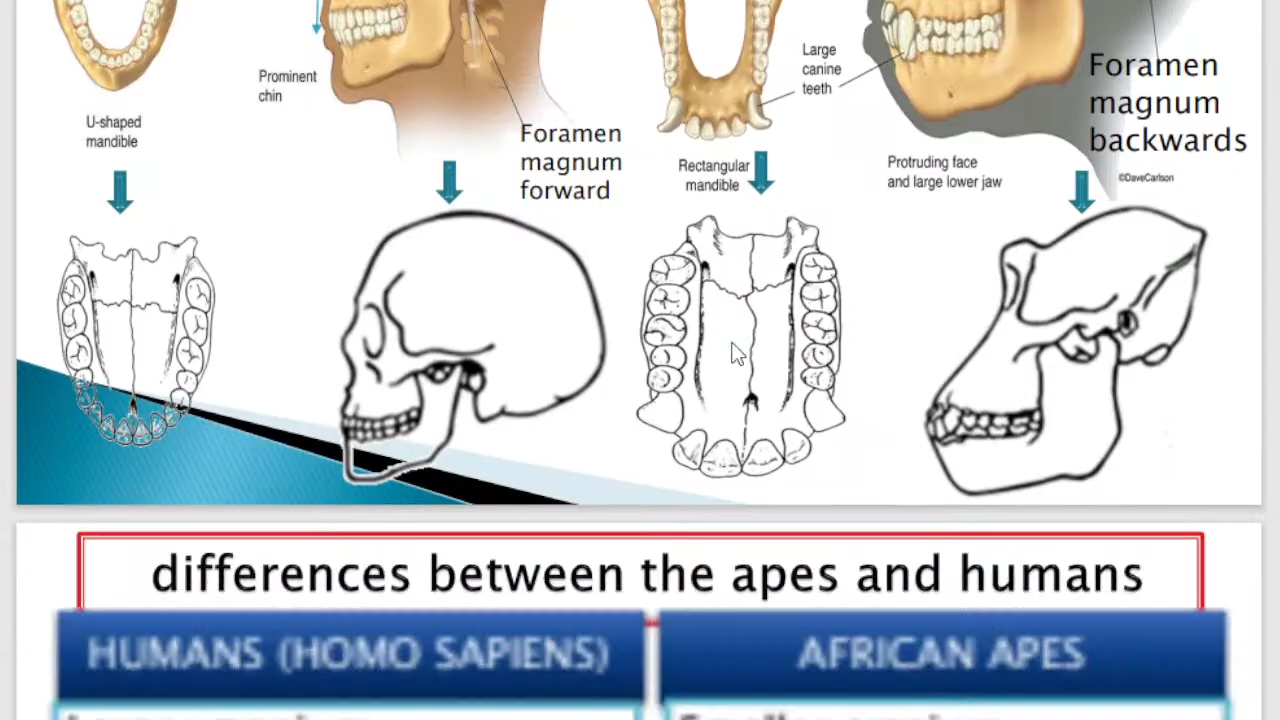 Prominent
chin
U-shaped
mandible
Foramen
magnum
forward
Large
canine
teeth
Rectangular
mandible
Foramen
magnum
backwards
Protruding face
and large lower jaw
©DaveCarlson
differences between the apes and humans
HUMANS (HOMO SAPIENS)
AFRICAN APES